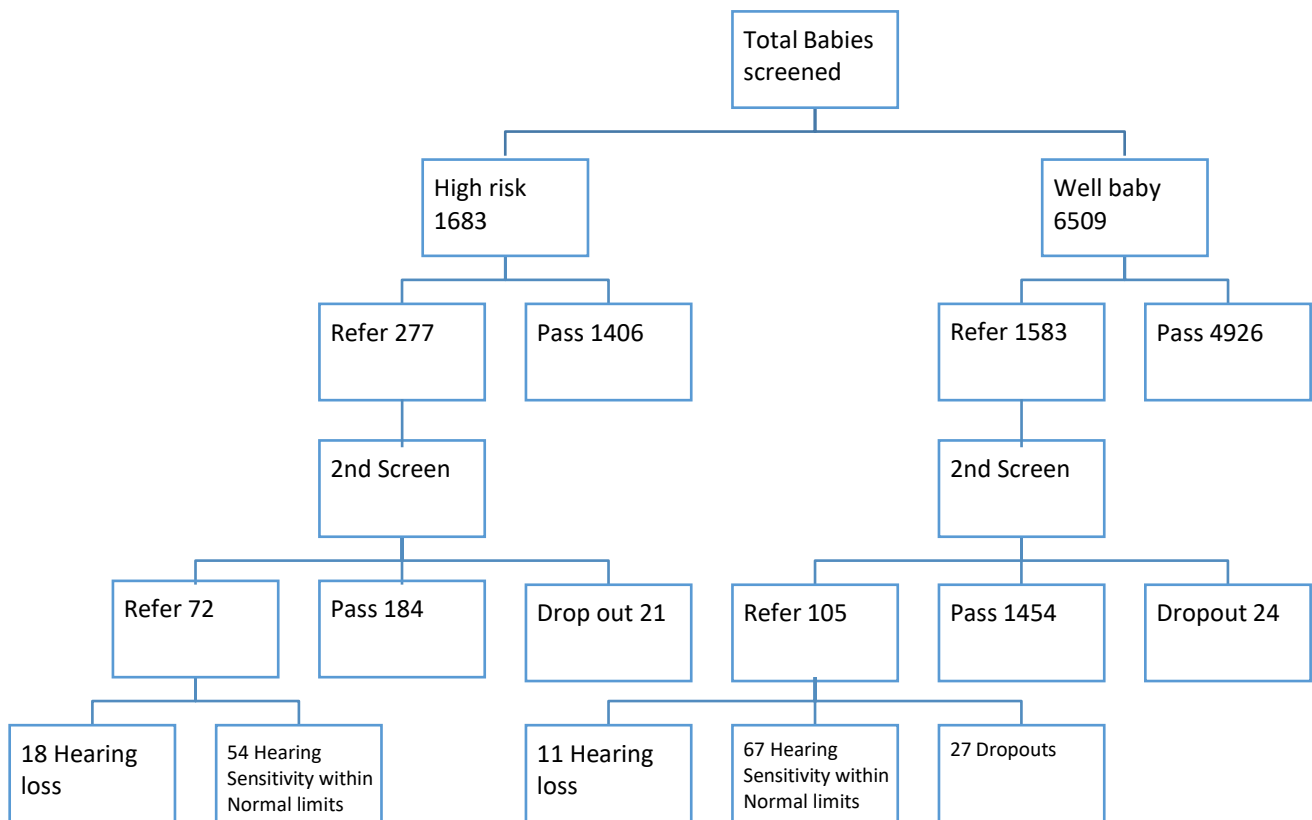 Total Babies
screened
High risk
1683
Well baby
6509
Refer 277
Pass 1406
Refer 1583
Pass 4926
2nd Screen
2nd Screen
Refer 72
Pass 184
Drop out 21
Refer 105
Pass 1454
Dropout 24
18 Hearing
loss
54 Hearing
Sensitivity within
Normal limits
11 Hearing
loss
67 Hearing
Sensitivity within
Normal limits
27 Dropouts